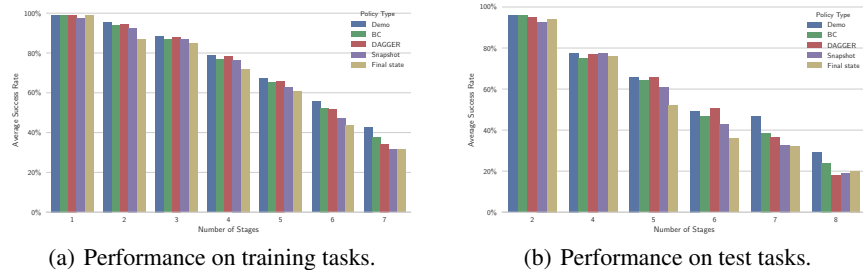 Policy Type
Demo
BC
DAGGER
Snapshot
Final state
100%
80%
60%
40%
20%
0%
Average Success Rate
1 2 3 4 5 6 7
Number of Stages
(a) Performance on training tasks.
Policy Type
Demo
BC
DAGGER
Snapshot
Final state
100%
80%
60%
40%
20%
0%
Average Success Rate
2 4 5 6 7 8
Number of Stages
(b) Performance on test tasks.